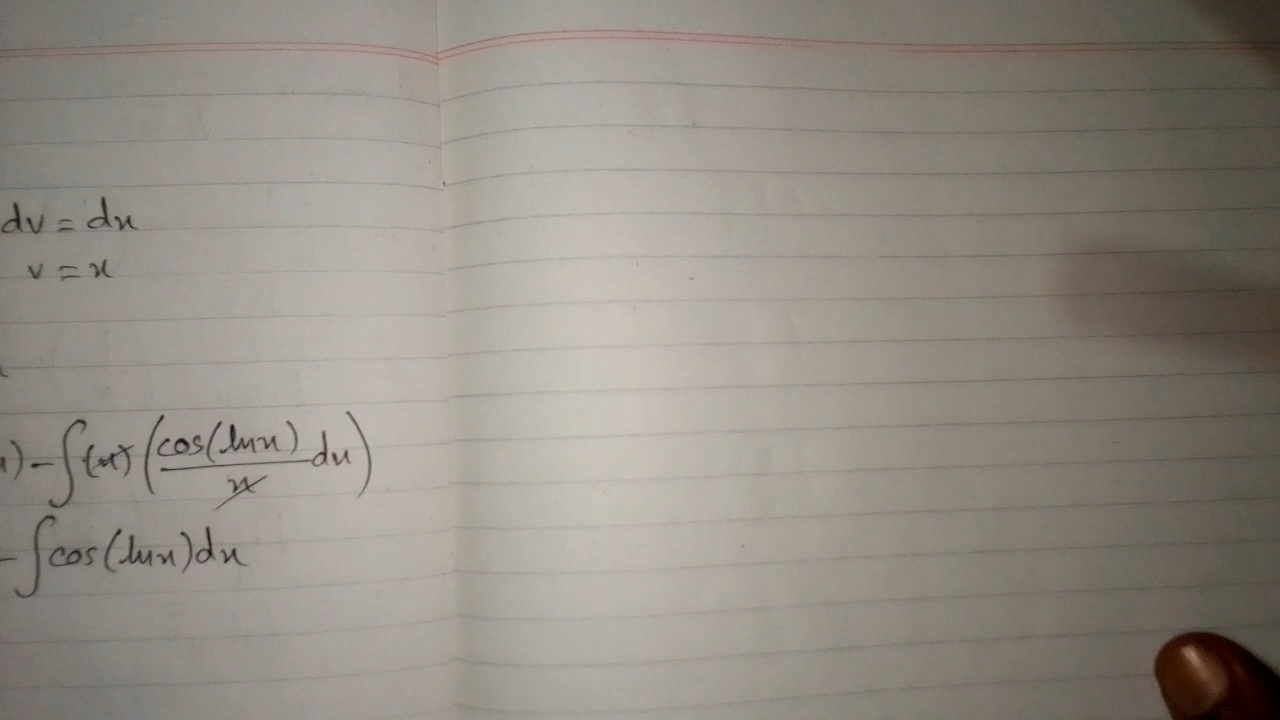 dv = dx
v = x
) - ∫(x) (cos(lnx)/x dx)
- ∫cos(lnx)dx